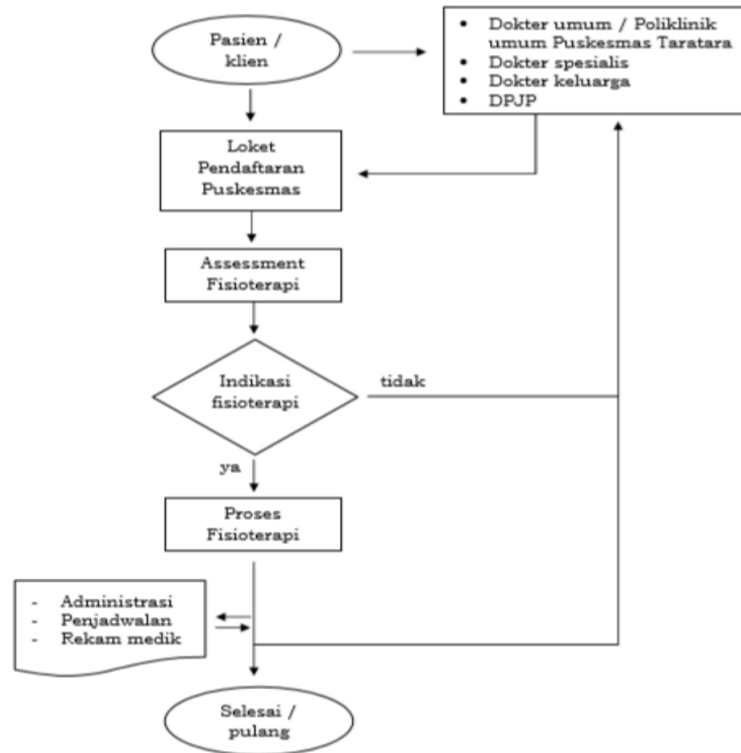 Pasien /
klien
• Dokter umum / Poliklinik
umum Puskesmas Taratara
• Dokter spesialis
• Dokter keluarga
• DPJP
Loket
Pendaftaran
Puskesmas
Assessment
Fisioterapi
Indikasi
fisioterapi
tidak
ya
Proses
Fisioterapi
- Administrasi
- Penjadwalan
- Rekam medik
Selesai /
pulang